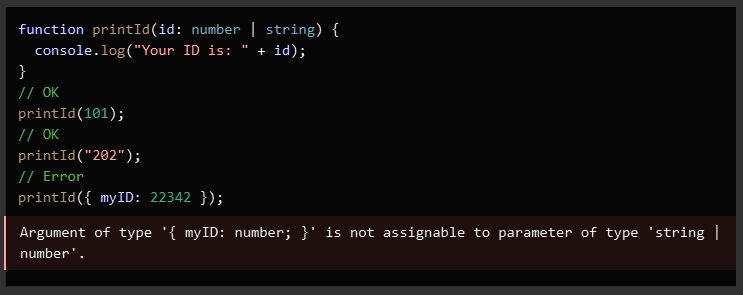 function printId(id: number | string) {
  console.log("Your ID is: " + id);
}
// OK
printId(101);
// OK
printId("202");
// Error
printId({ myID: 22342 });
Argument of type '{ myID: number; }' is not assignable to parameter of type 'string |
number'.